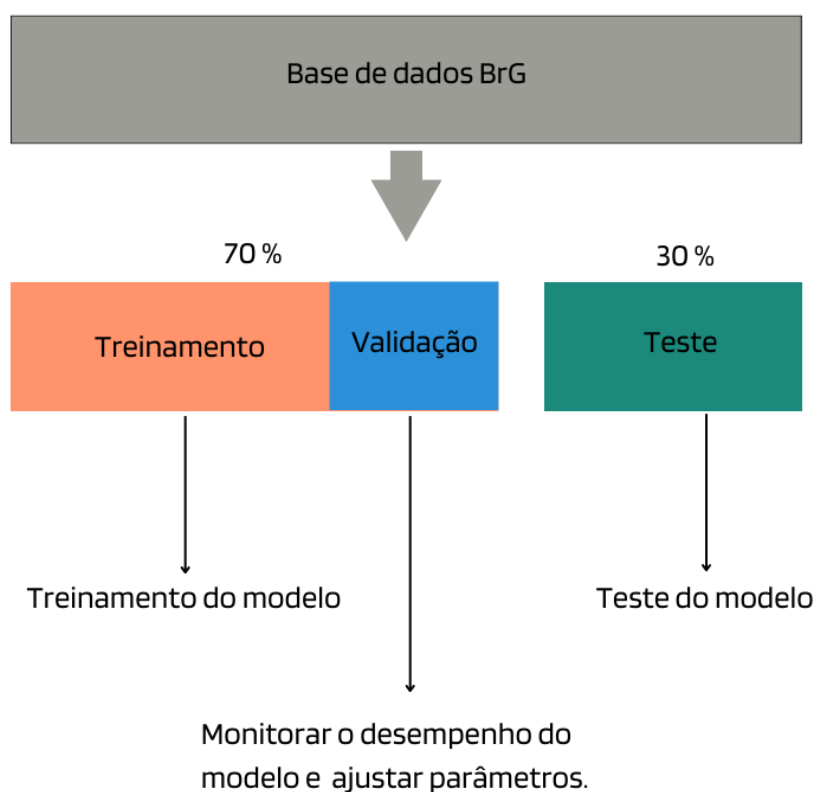 Base de dados BrG
70 %
30 %
Treinamento
Validação
Teste
Treinamento do modelo
Teste do modelo
Monitorar o desempenho do
modelo e ajustar parâmetros.